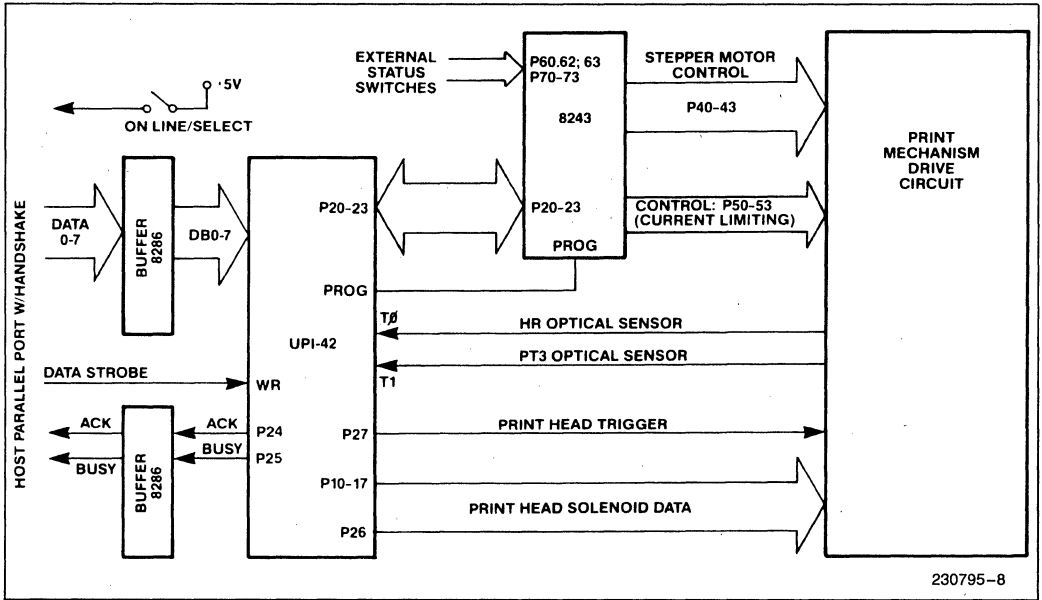 EXTERNAL
STATUS
SWITCHES
P60.62; 63
P70-73
8243
STEPPER MOTOR
CONTROL
P40-43
PRINT
MECHANISM
DRIVE
CIRCUIT
'5V
ON LINE/SELECT
HOST PARALLEL PORT W/HANDSHAKE
DATA
0-7
BUFFER
8286
DB0-7
P20-23
P20-23
CONTROL: P50-53
(CURRENT LIMITING)
PROG
PROG
TØ
HR OPTICAL SENSOR
UPI-42
PT3 OPTICAL SENSOR
T1
DATA STROBE
WR
ACK
ACK
P24
BUSY
BUSY
P25
BUFFER
8286
P27
PRINT HEAD TRIGGER
P10-17
PRINT HEAD SOLENOID DATA
P26
230795-8